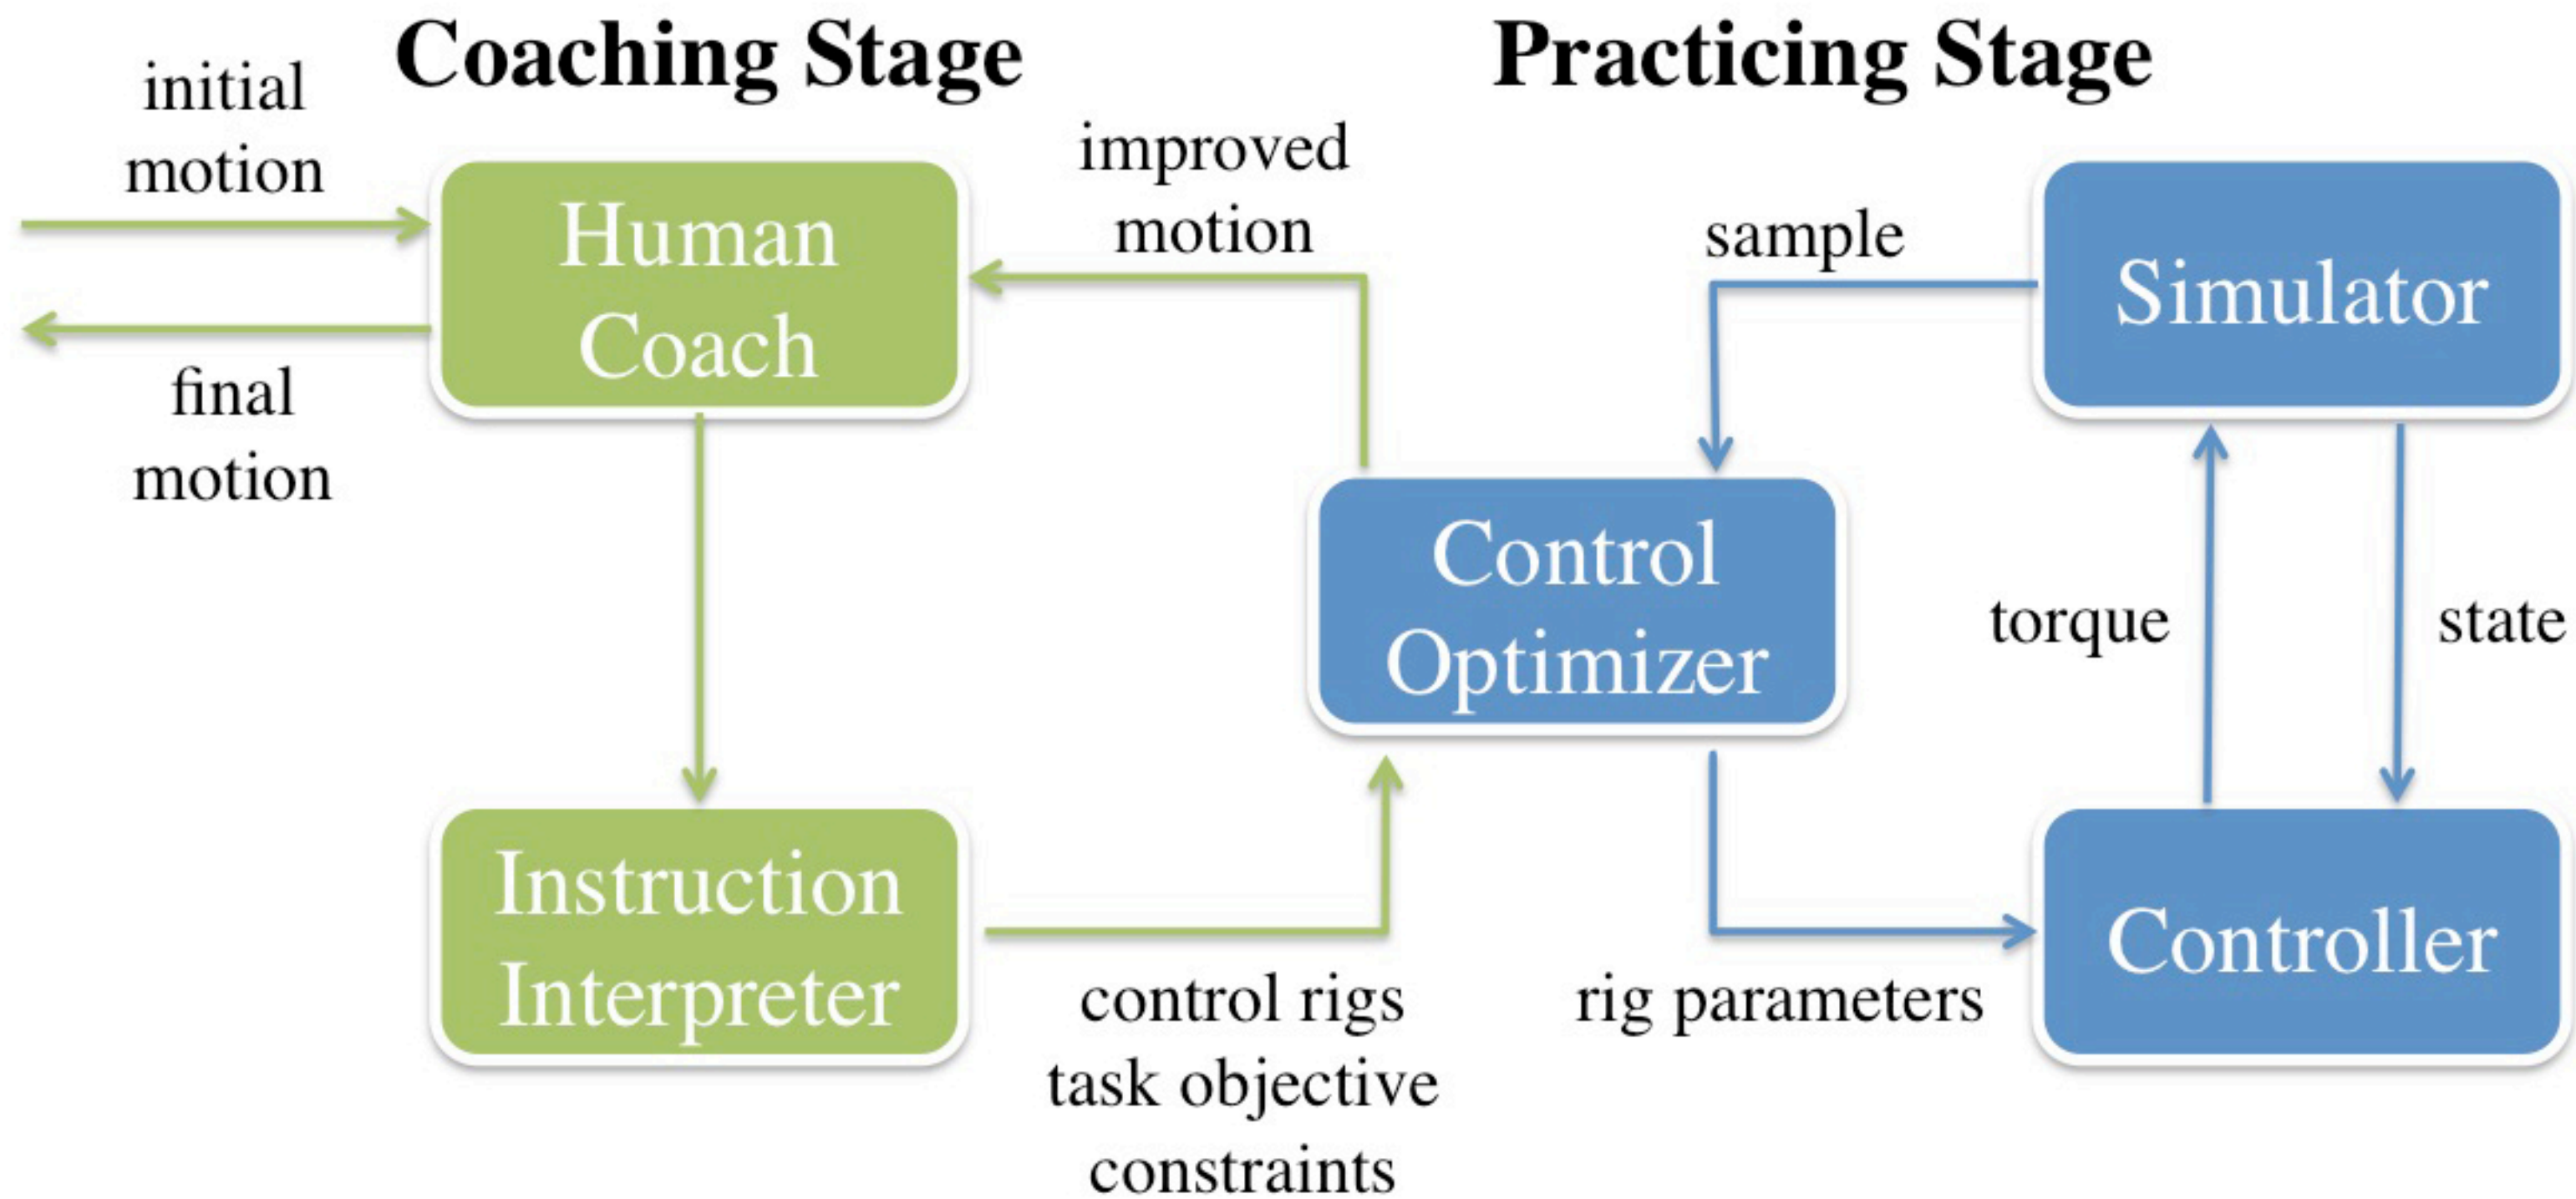 Coaching Stage
Practicing Stage
initial
motion
Human
Coach
final
motion
improved
motion
sample
Simulator
Control
Optimizer
torque
state
Instruction
Interpreter
control rigs
task objective
constraints
rig parameters
Controller